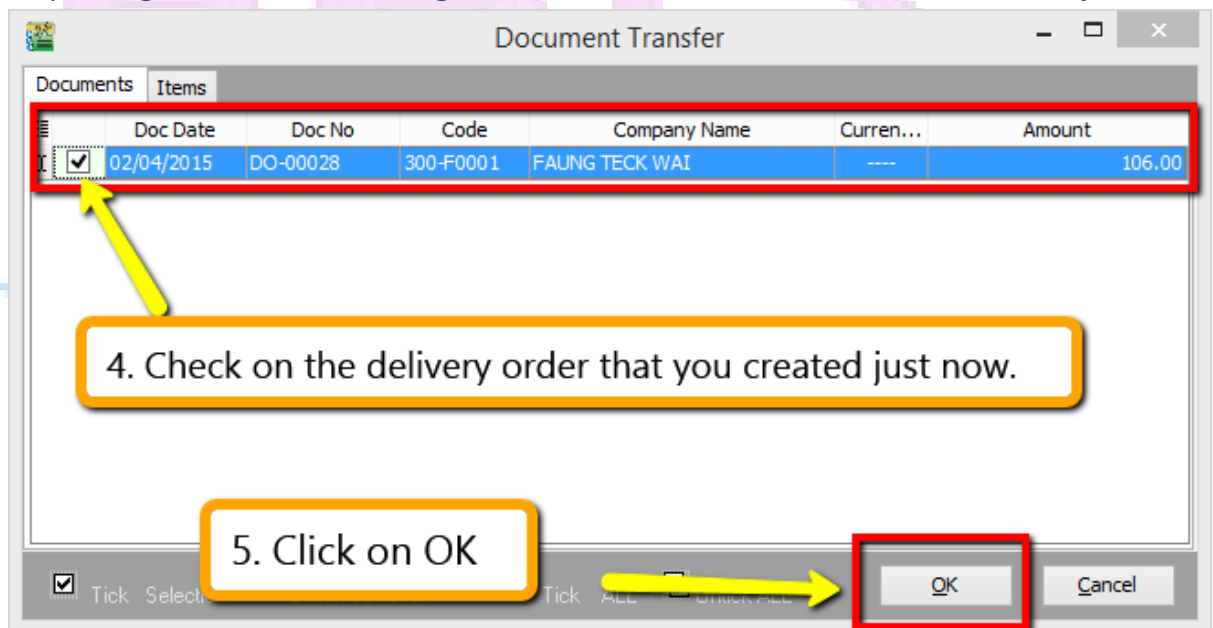 Document Transfer
Documents Items
Doc Date Doc No Code Company Name Curren... Amount
02/04/2015 DO-00028 300-F0001 FAUNG TECK WAI ---- 106.00
4. Check on the delivery order that you created just now.
5. Click on OK
Tick Tick ALL Untick ALL OK Cancel